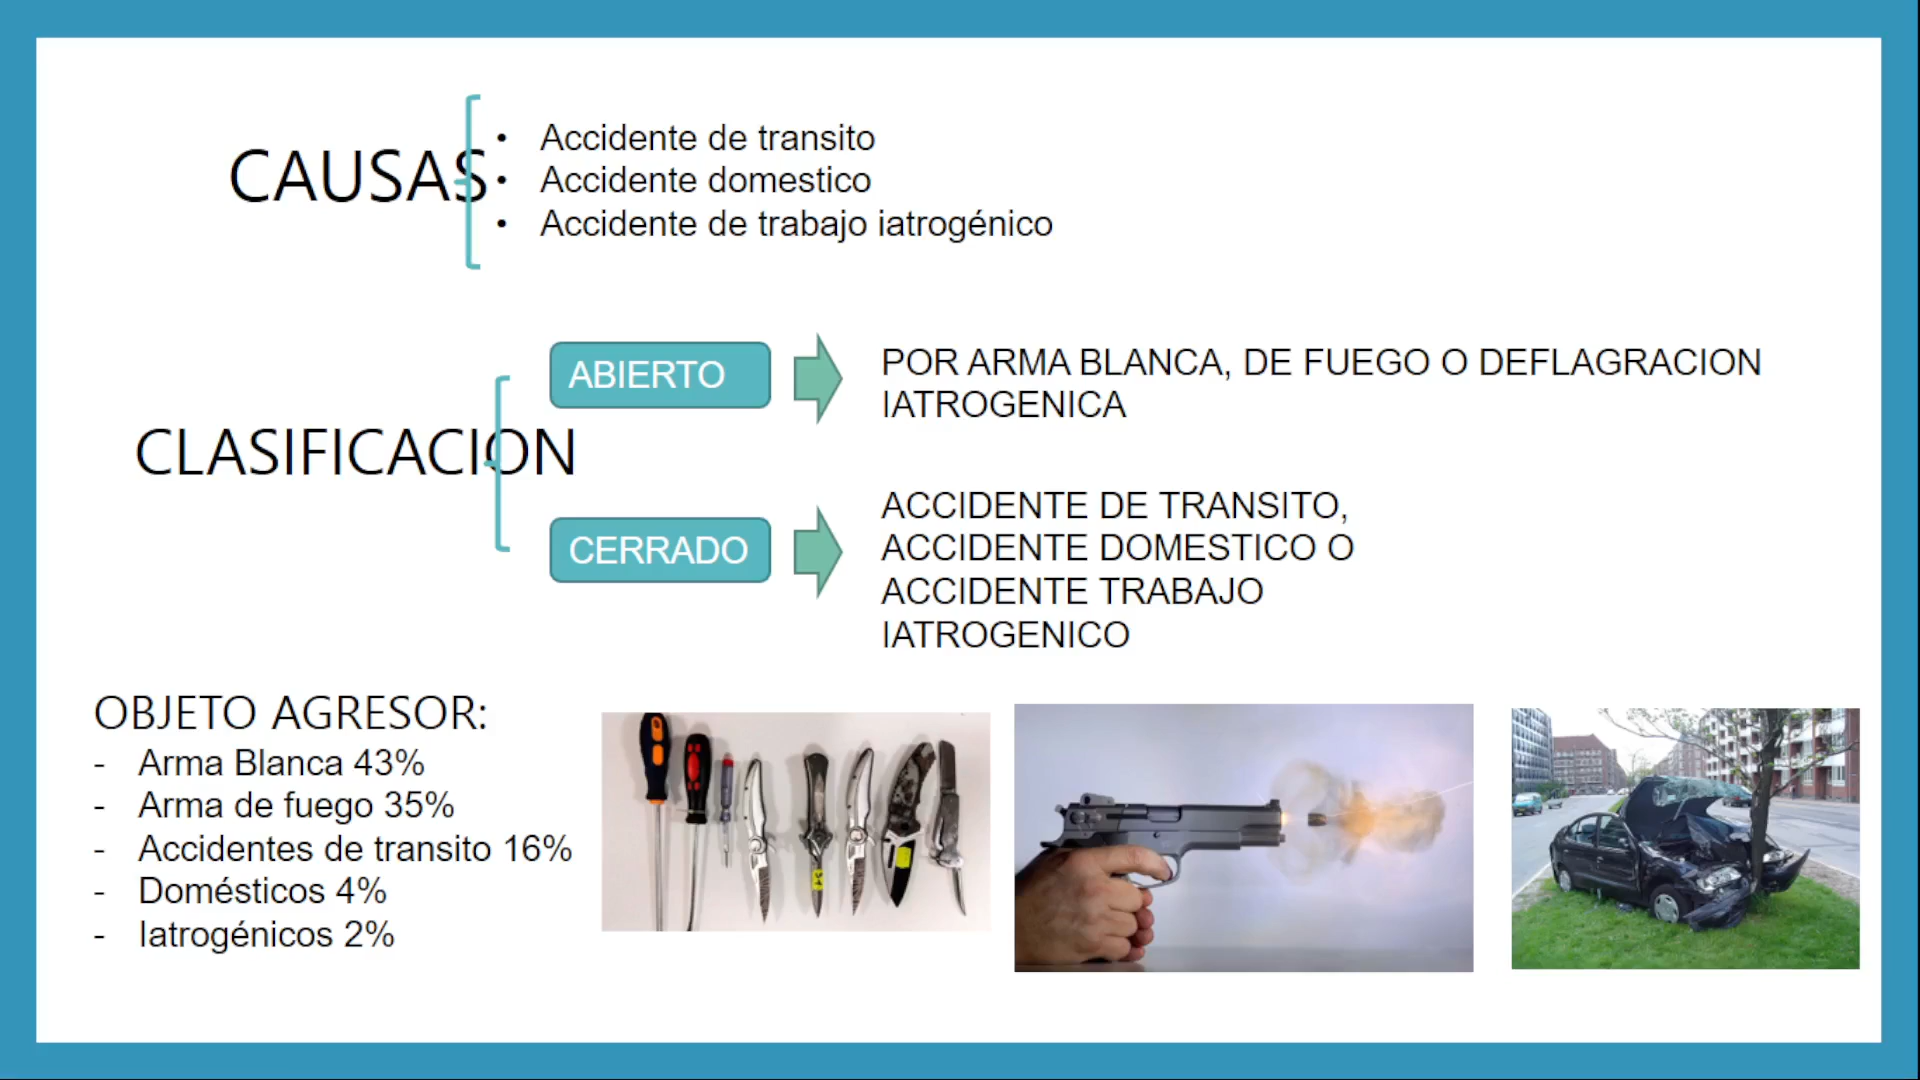 CAUSAS
• Accidente de transito
• Accidente domestico
• Accidente de trabajo iatrogénico
CLASIFICACION
ABIERTO
POR ARMA BLANCA, DE FUEGO O DEFLAGRACION
IATROGENICA
CERRADO
ACCIDENTE DE TRANSITO,
ACCIDENTE DOMESTICO O
ACCIDENTE TRABAJO
IATROGENICO
OBJETO AGRESOR:
- Arma Blanca 43%
- Arma de fuego 35%
- Accidentes de transito 16%
- Domésticos 4%
- Iatrogénicos 2%